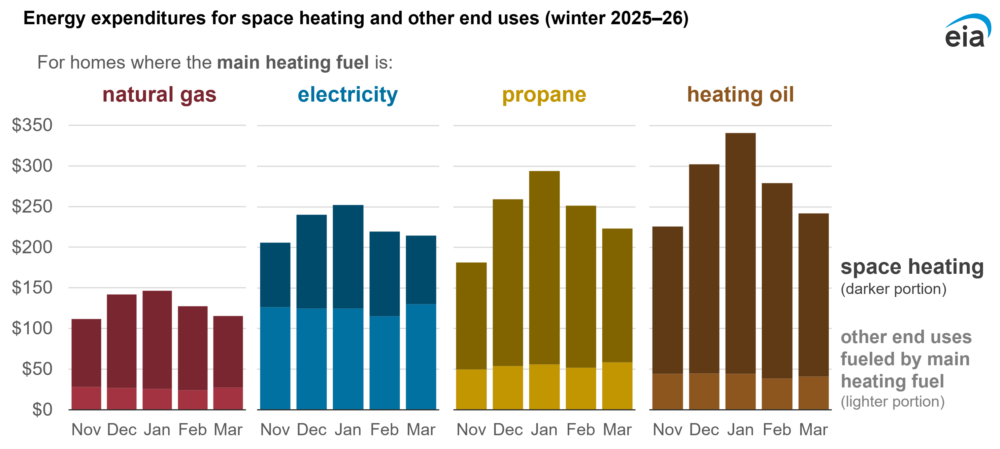 Energy expenditures for space heating and other end uses (winter 2025–26)
eia
For homes where the main heating fuel is:
natural gas
electricity
propane
heating oil
$350
$300
$250
$200
$150
$100
$50
$0
space heating
(darker portion)
other end uses
fueled by main
heating fuel
(lighter portion)
Nov Dec Jan Feb Mar
Nov Dec Jan Feb Mar
Nov Dec Jan Feb Mar
Nov Dec Jan Feb Mar